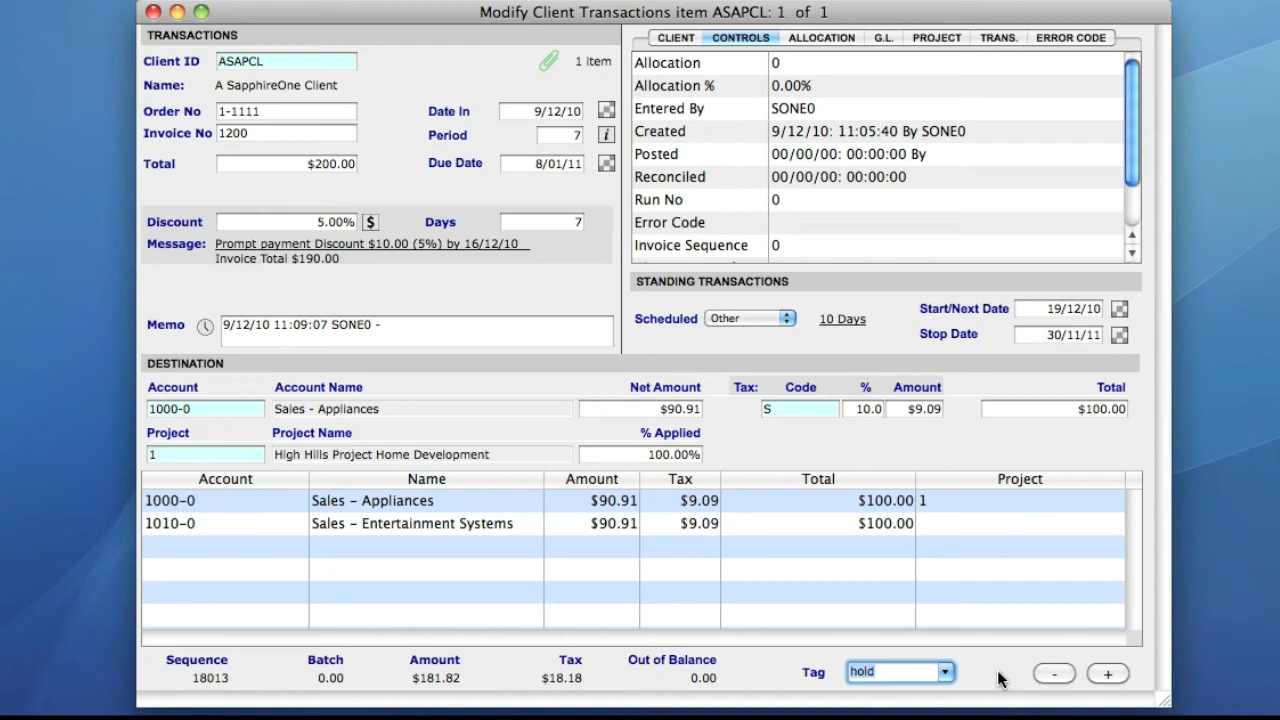 Modify Client Transactions item ASAPCL: 1 of 1
TRANSACTIONS
Client ID ASAPCL 1 Item
Name: A SapphireOne Client
Order No 1-1111 Date In 9/12/10
Invoice No 1200 Period 7 i
Total $200.00 Due Date 8/01/11
Discount 5.00% $ Days 7
Message: Prompt payment Discount $10.00 (5%) by 16/12/10
Invoice Total $190.00
Memo 9/12/10 11:09:07 SONE0 -
CLIENT CONTROLS ALLOCATION G.L. PROJECT TRANS. ERROR CODE
Allocation 0
Allocation % 0.00%
Entered By SONE0
Created 9/12/10: 11:05:40 By SONE0
Posted 00/00/00: 00:00:00 By
Reconciled 00/00/00: 00:00:00
Run No 0
Error Code
Invoice Sequence 0
STANDING TRANSACTIONS
Scheduled Other 10 Days Start/Next Date 19/12/10
Stop Date 30/11/11
DESTINATION
Account Account Name Net Amount Tax: Code % Amount Total
1000-0 Sales - Appliances $90.91 S 10.0 $9.09 $100.00
Project Project Name % Applied
1 High Hills Project Home Development 100.00%
Account Name Amount Tax Total Project
1000-0 Sales - Appliances $90.91 $9.09 $100.00 1
1010-0 Sales - Entertainment Systems $90.91 $9.09 $100.00
Sequence Batch Amount Tax Out of Balance
18013 0.00 $181.82 $18.18 0.00
Tag hold - +